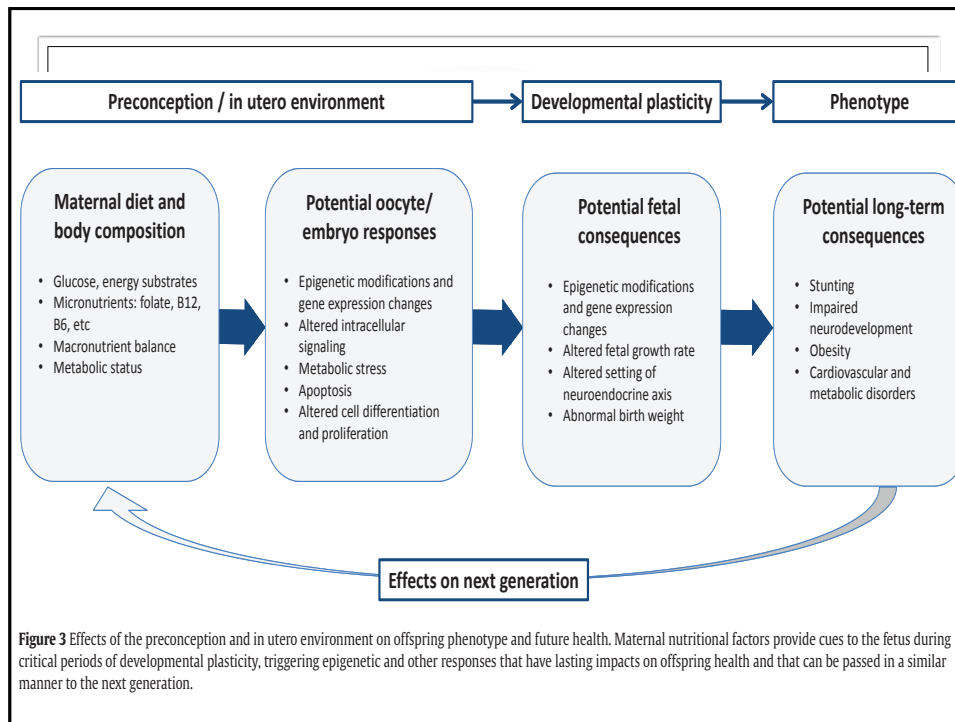 Preconception / in utero environment
Developmental plasticity
Phenotype
Maternal diet and
body composition
• Glucose, energy substrates
• Micronutrients: folate, B12,
B6, etc
• Macronutrient balance
• Metabolic status
Potential oocyte/
embryo responses
• Epigenetic modifications and
gene expression changes
• Altered intracellular
signaling
• Metabolic stress
• Apoptosis
• Altered cell differentiation
and proliferation
Potential fetal
consequences
• Epigenetic modifications
and gene expression
changes
• Altered fetal growth rate
• Altered setting of
neuroendocrine axis
• Abnormal birth weight
Potential long-term
consequences
• Stunting
• Impaired
neurodevelopment
• Obesity
• Cardiovascular and
metabolic disorders
Effects on next generation
Figure 3 Effects of the preconception and in utero environment on offspring phenotype and future health. Maternal nutritional factors provide cues to the fetus during
critical periods of developmental plasticity, triggering epigenetic and other responses that have lasting impacts on offspring health and that can be passed in a similar
manner to the next generation.